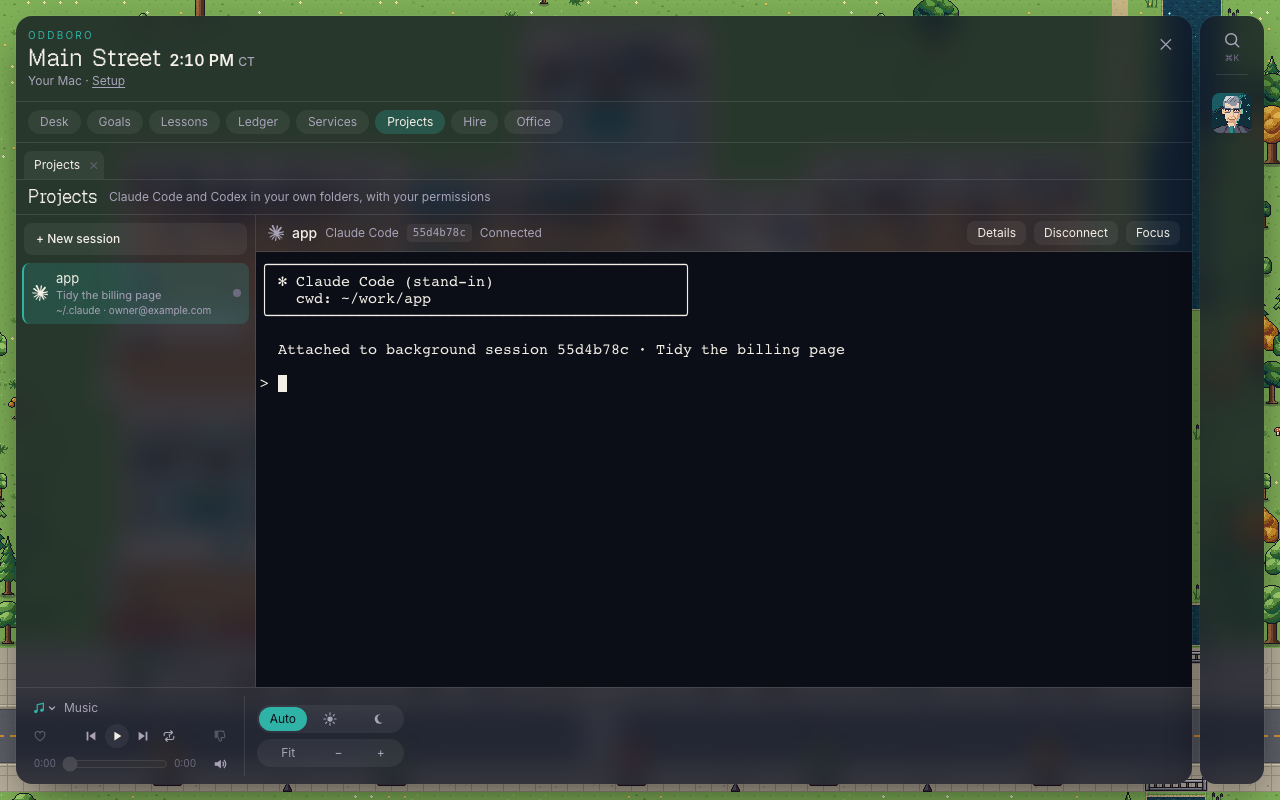 ODDBORO
Main Street 2:10 PM CT
Your Mac · Setup
⌘K
Desk Goals Lessons Ledger Services Projects Hire Office
Projects ×
Projects Claude Code and Codex in your own folders, with your permissions
+ New session
app
Tidy the billing page
~/.claude · owner@example.com
app Claude Code 55d4b78c Connected Details Disconnect Focus
✻ Claude Code (stand-in)
cwd: ~/work/app
Attached to background session 55d4b78c · Tidy the billing page
>
Music
0:00 0:00
Auto
Fit − +